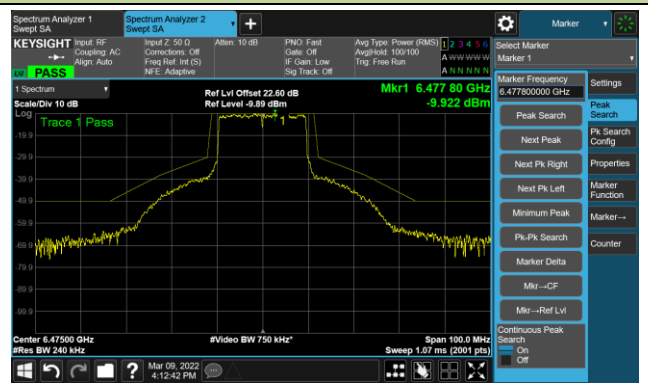 Spectrum Analyzer 1
Swept SA
Spectrum Analyzer 2
Swept SA
Marker
KEYSIGHT
Input: RF
Coupling: AC
Align: Auto
Input Z: 50 Ω
Corrections: Off
Freq Ref: Int (S)
NFE: Adaptive
Atten: 10 dB
PNO: Fast
Gate: Off
IF Gain: Low
Sig Track: Off
Avg Type: Power (RMS)
Avg|Hold: 100/100
Trig: Free Run
1 2 3 4 5 6
A WW WW W
A N N N N N
PASS
Select Marker
Marker 1
1 Spectrum
Scale/Div 10 dB
Ref Lvl Offset 22.60 dB
Ref Level -9.89 dBm
Mkr1 6.477 80 GHz
-9.922 dBm
Log
Trace 1 Pass
1
-19.9
-49.9
-59.9
-69.9
-79.9
-89.9
-99.9
Center 6.47500 GHz
#Res BW 240 kHz
#Video BW 750 kHz*
Span 100.0 MHz
Sweep 1.07 ms (2001 pts)
Marker Frequency
6.477800000 GHz
Peak Search
Next Peak
Next Pk Right
Next Pk Left
Minimum Peak
Pk-Pk Search
Marker Delta
Mkr→CF
Mkr→Ref Lvl
Continuous Peak
Search
On
Off
Settings
Peak
Search
Pk Search
Config
Properties
Marker
Function
Marker→
Counter
?
Mar 09, 2022
4:12:42 PM